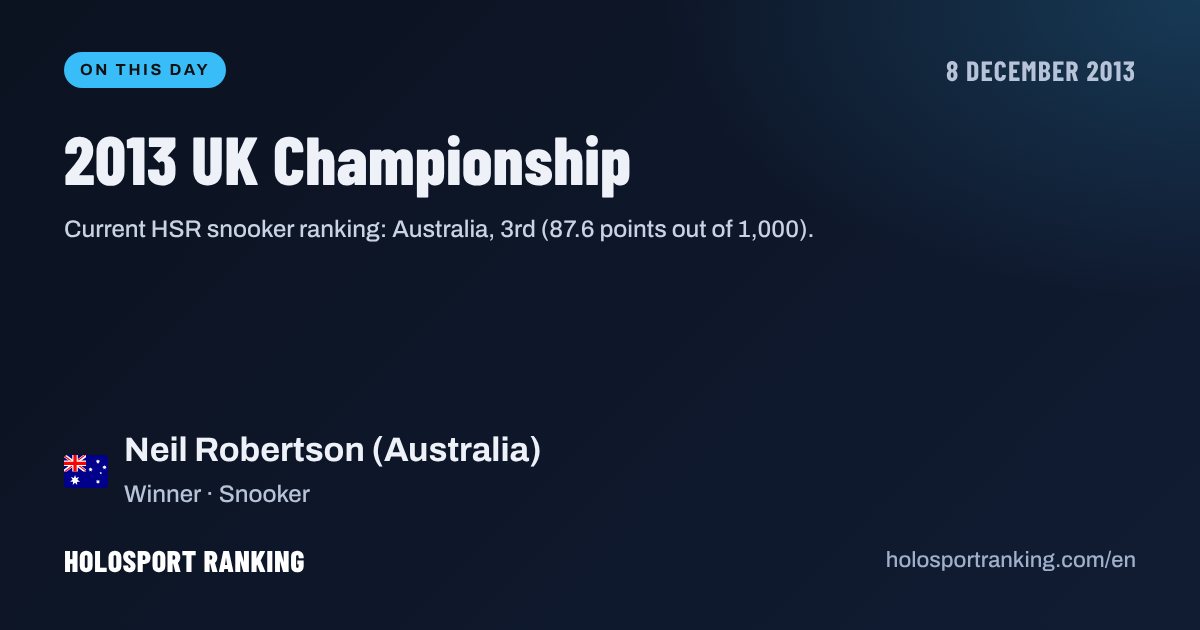 ON THIS DAY
8 DECEMBER 2013
2013 UK Championship
Current HSR snooker ranking: Australia, 3rd (87.6 points out of 1,000).
Neil Robertson (Australia)
Winner · Snooker
HOLOSPORT RANKING
holosportranking.com/en